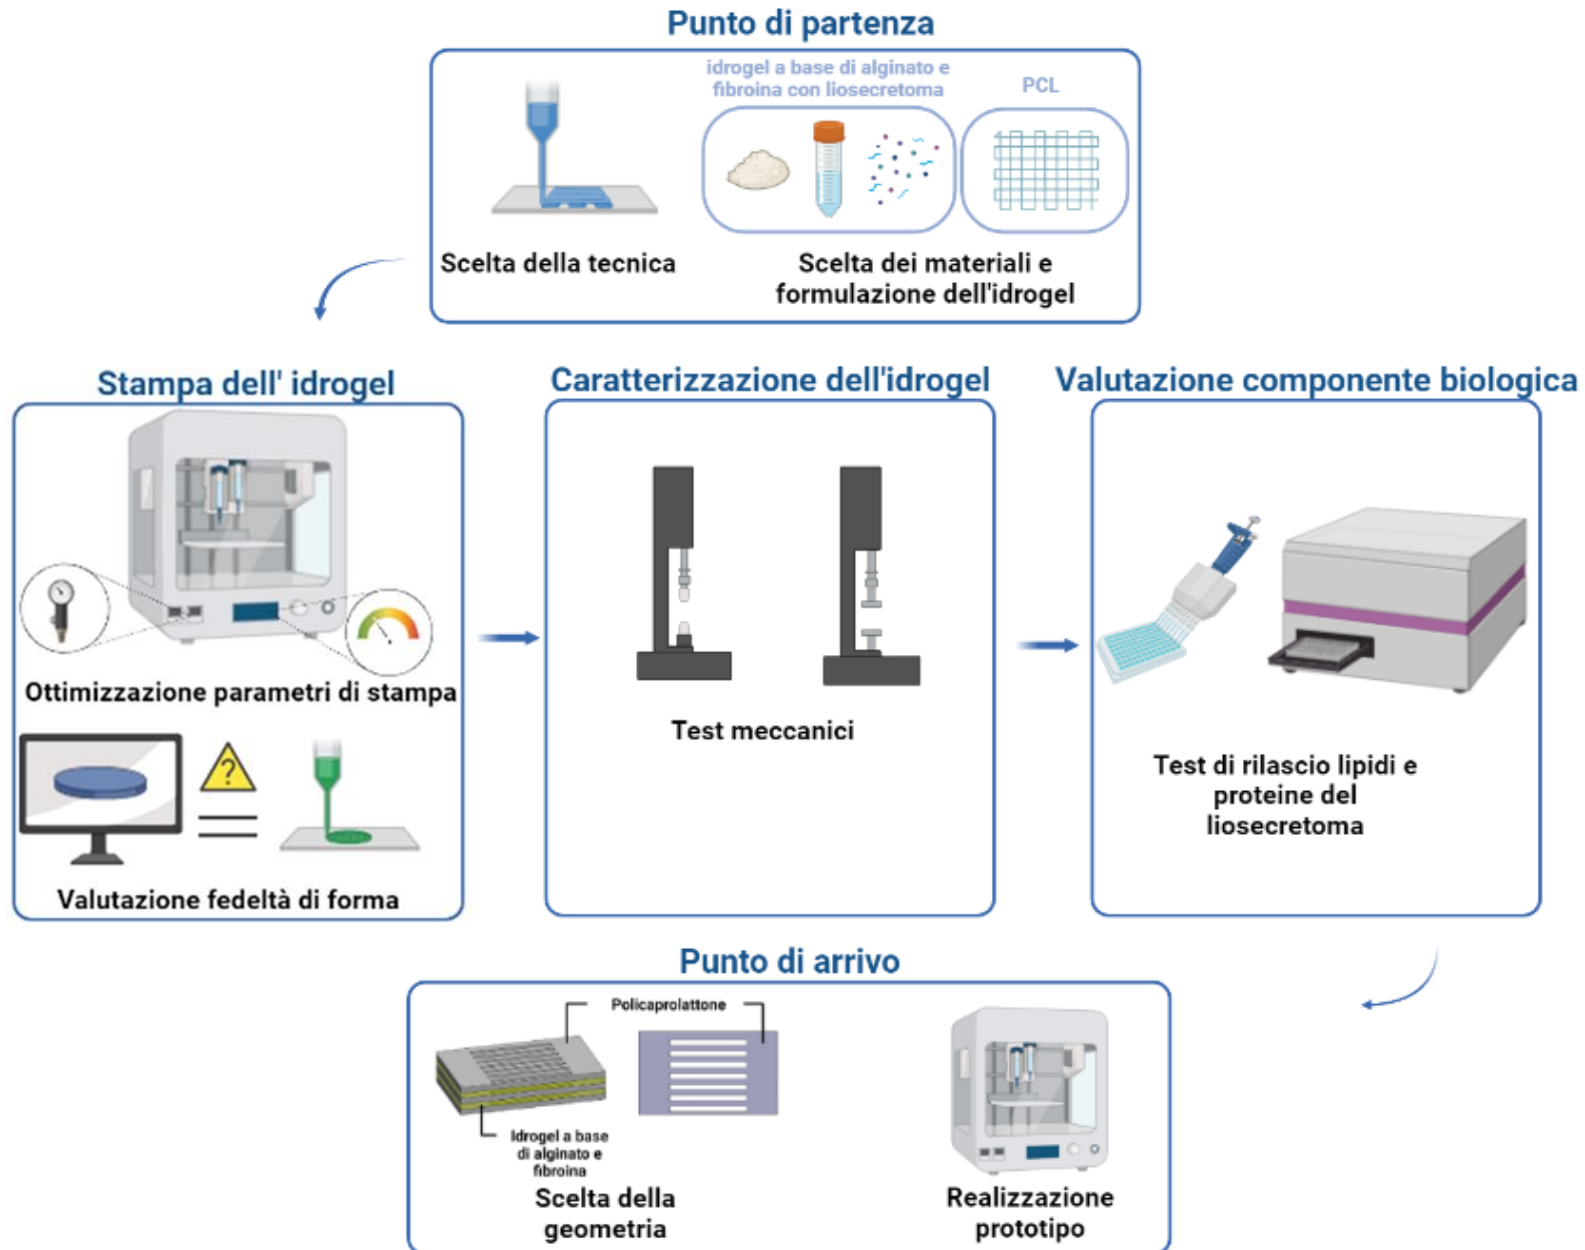 Punto di partenza
idrogel a base di alginato e
fibroina con liosecretoma
PCL
Scelta della tecnica
Scelta dei materiali e
formulazione dell'idrogel
Stampa dell' idrogel
Ottimizzazione parametri di stampa
?
Valutazione fedeltà di forma
Caratterizzazione dell'idrogel
Test meccanici
Valutazione componente biologica
Test di rilascio lipidi e
proteine del
liosecretoma
Punto di arrivo
Policaprolattone
Idrogel a base
di alginato e
fibroina
Scelta della
geometria
Realizzazione
prototipo